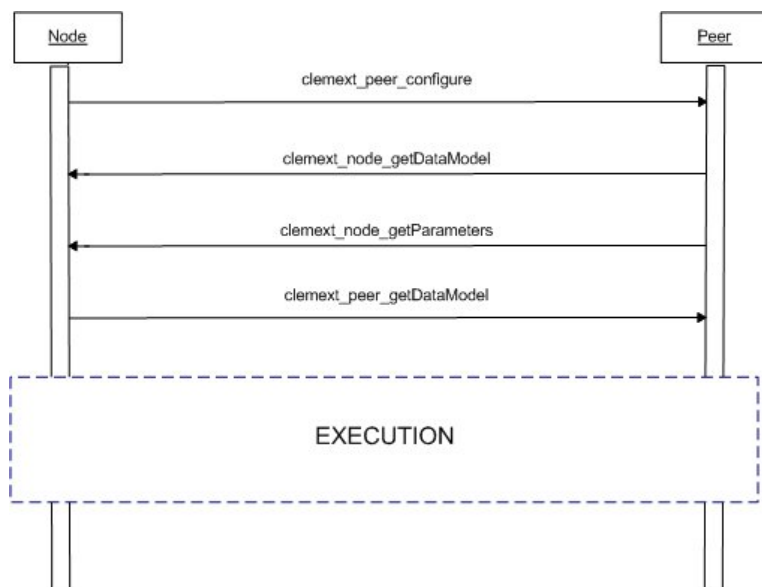 Node
Peer
clemext_peer_configure
clemext_node_getDataModel
clemext_node_getParameters
clemext_peer_getDataModel
EXECUTION